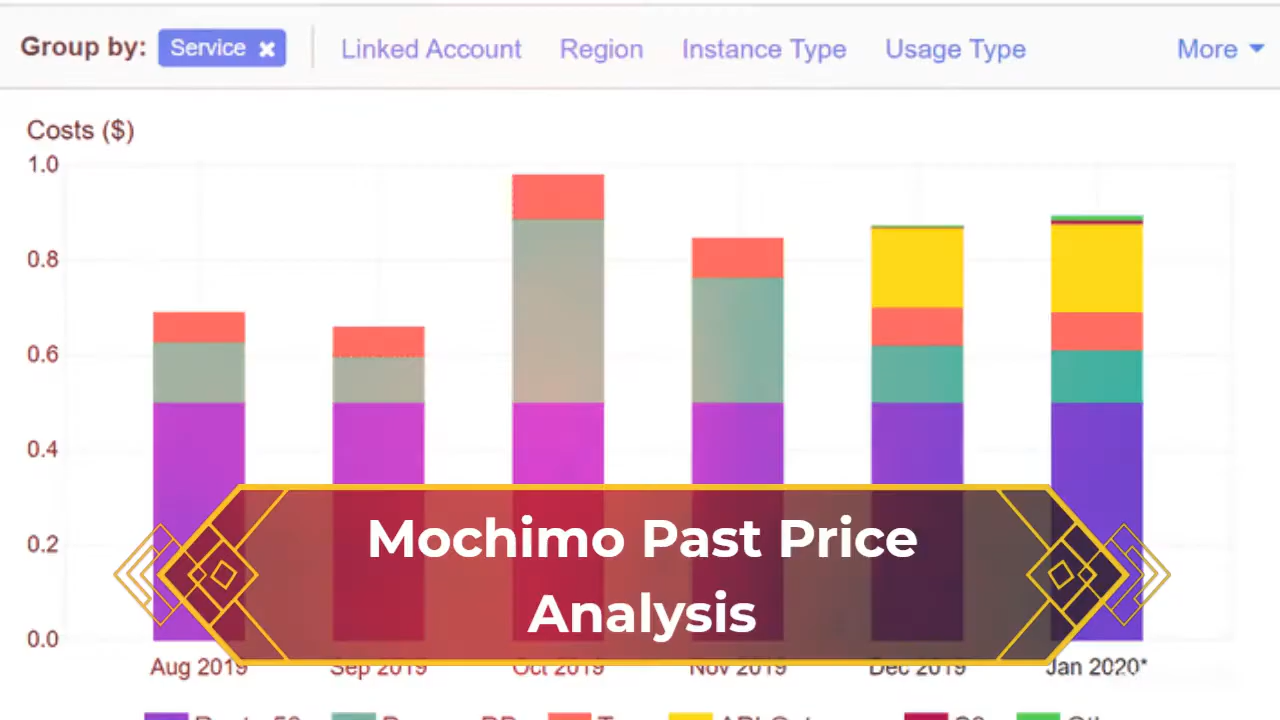 Group by: Service × Linked Account Region Instance Type Usage Type More
Costs ($)
1.0
0.8
0.6
0.4
0.2
0.0
Mochimo Past Price
Analysis
Aug 2019 Sep 2019 Oct 2019 Nov 2019 Dec 2019 Jan 2020*